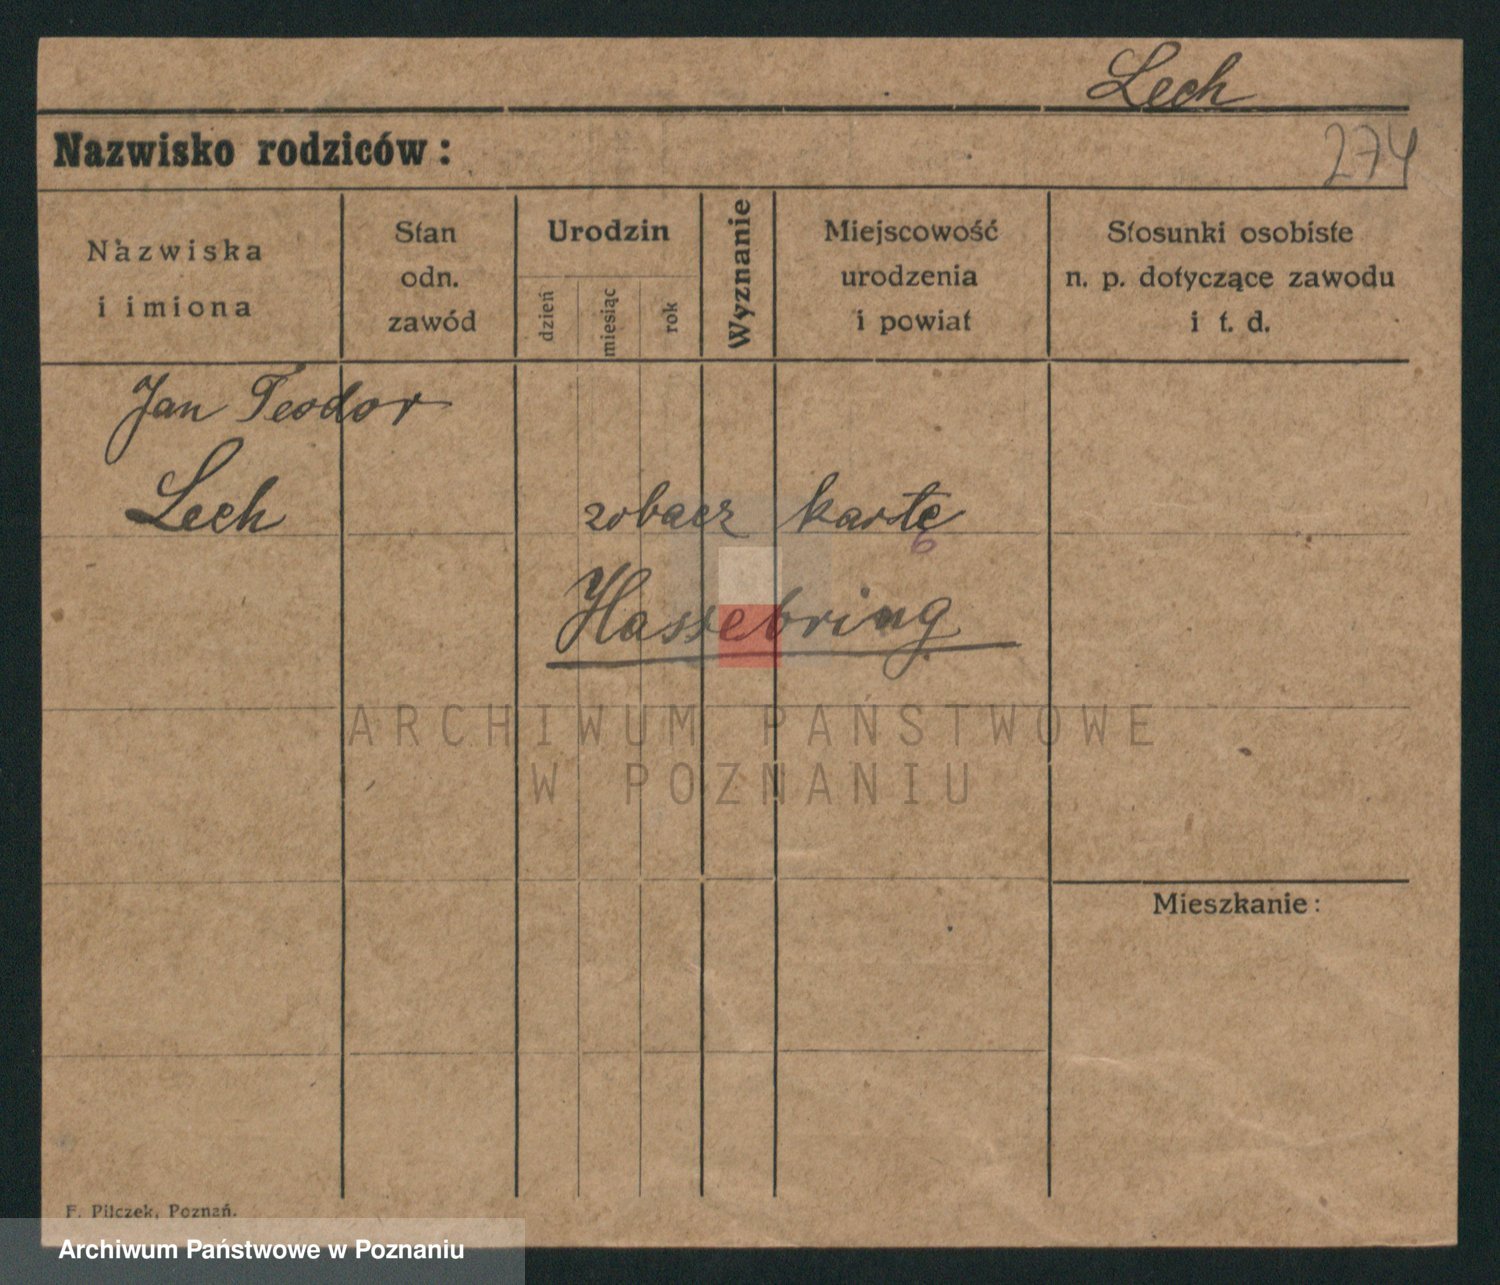 Lech
Nazwisko rodziców:
274
Nazwiska
i imiona
Stan
odn.
zawód
Urodzin
dzień
miesiąc
rok
Wyznanie
Miejscowość
urodzenia
i powiat
Stosunki osobiste
n. p. dotyczące zawodu
i t. d.
Jan Teodor
Lech
zobacz kartę
Hassebring
ARCHIWUM PAŃSTWOWE
W POZNANIU
Mieszkanie:
F. Pilczek, Poznań.
Archiwum Państwowe w Poznaniu